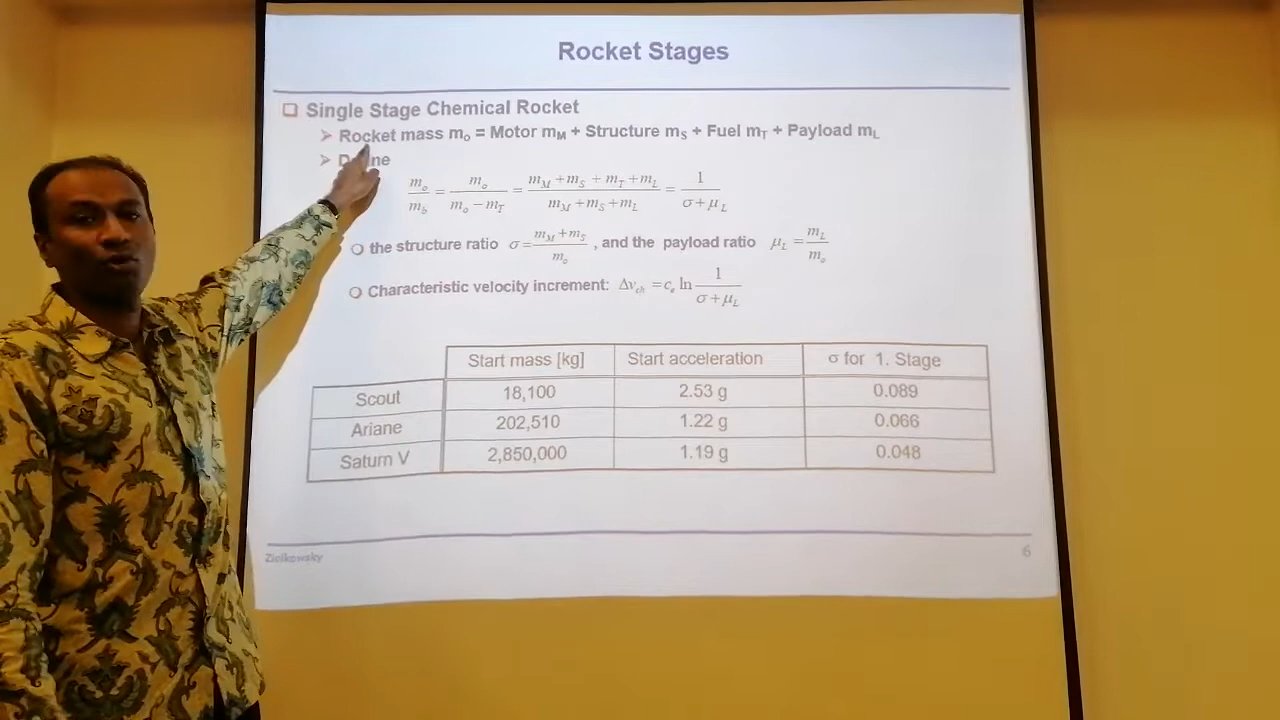 Rocket Stages
❑ Single Stage Chemical Rocket
➢ Rocket mass m₀ = Motor m_M + Structure m_S + Fuel m_T + Payload m_L
➢ Define
m₀/m_b = m₀/(m₀ − m_T) = (m_M + m_S + m_T + m_L)/(m_M + m_S + m_L) = 1/(σ + μ_L)
○ the structure ratio σ = (m_M + m_S)/m₀ , and the payload ratio μ_L = m_L/m₀
○ Characteristic velocity increment: Δv_ch = c_e ln 1/(σ + μ_L)
Start mass [kg] Start acceleration σ for 1. Stage
Scout 18,100 2.53 g 0.089
Ariane 202,510 1.22 g 0.066
Saturn V 2,850,000 1.19 g 0.048
Ziolkowsky 6